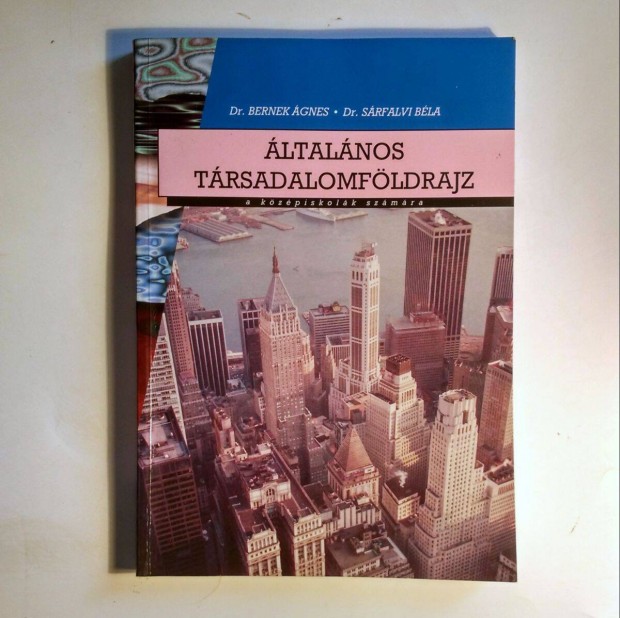 Dr. BERNEK ÁGNES • Dr. SÁRFALVI BÉLA
ÁLTALÁNOS
TÁRSADALOMFÖLDRAJZ
a középiskolák számára